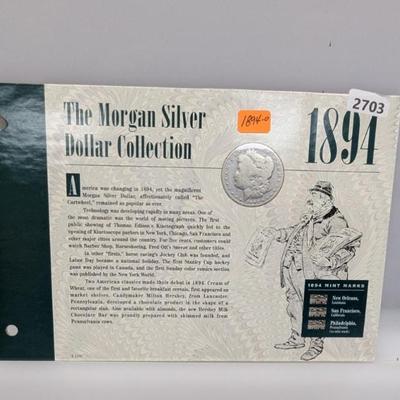 The Morgan Silver
Dollar Collection
1894-O
1894
2703
America was changing in 1894, yet the magnificent
Morgan Silver Dollar, affectionately called "The
Cartwheel," remained as popular as ever.
Technology was developing rapidly in many areas. One of
the most dramatic was the world of moving pictures. The first
public showing of Thomas Edison's Kinetograph quickly led to the
opening of Kinetoscope parlors in New York, Chicago, San Francisco and
other major cities around the country. For five cents, customers could
watch Barber Shop, Horseshoeing, Fred Ott's Sneeze and other titles.
In other "firsts," horse racing's Jockey Club was founded, and
Labor Day became a national holiday. The first Stanley Cup hockey
game was played in Canada, and the first Sunday color comics section
was published by the New York World.
Two American classics made their debut in 1894. Cream of
Wheat, one of the first and favorite breakfast cereals, first appeared on
market shelves. Candymaker Milton Hershey, from Lancaster,
Pennsylvania, developed a chocolate product in the shape of a
rectangular slab. Also available with almonds, the new Hershey Milk
Chocolate Bar was proudly prepared with skimmed milk from
Pennsylvania cows.
1894 MINT MARKS
New Orleans,
Louisiana
San Francisco,
California
Philadelphia,
Pennsylvania
(no mint mark)